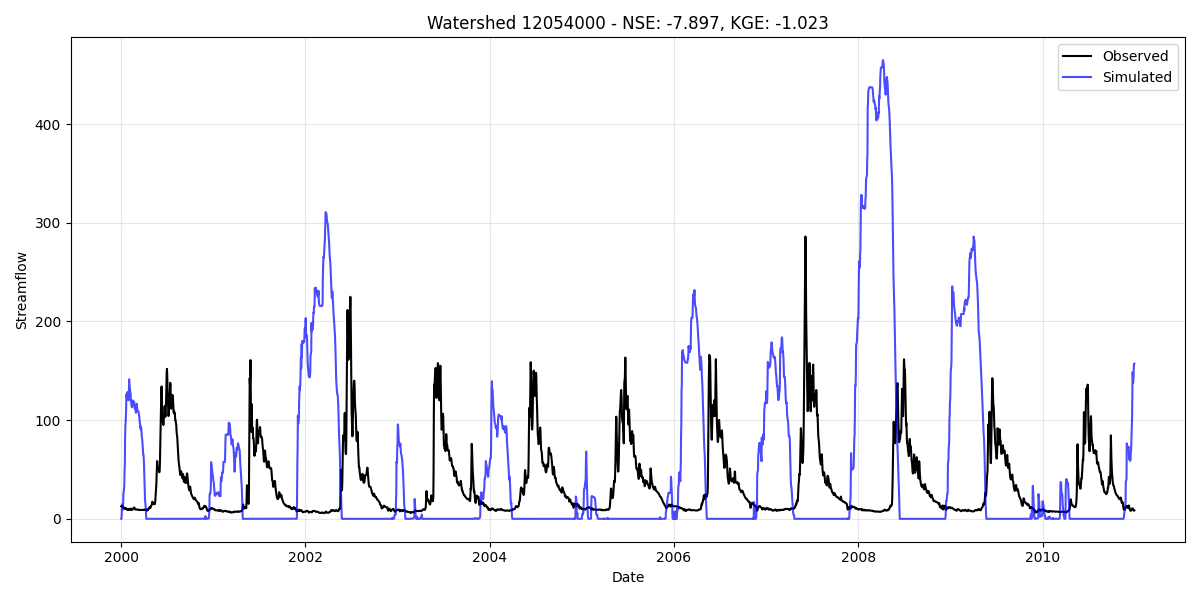 Watershed 12054000 - NSE: -7.897, KGE: -1.023
Observed
Simulated
400
300
200
100
0
Streamflow
2000
2002
2004
2006
2008
2010
Date